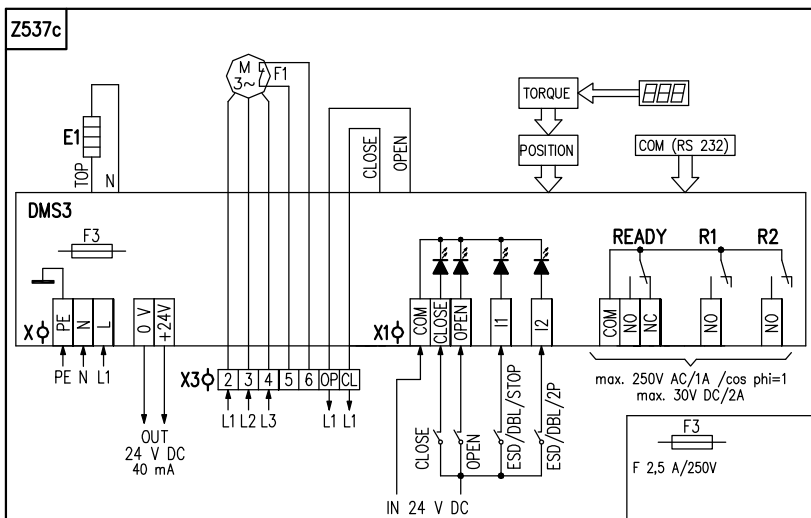 Z537c
M
3~
F1
E1
TOP
N
CLOSE
OPEN
TORQUE
888
POSITION
COM (RS 232)
DMS3
F3
READY
R1
R2
X
PE
N
L
0 V
+24V
X1
COM
CLOSE
OPEN
I1
I2
COM
NO
NC
NO
NO
PE N L1
X3
2
3
4
5
6
OP
CL
L1 L2 L3
L1 L1
OUT
24 V DC
40 mA
CLOSE
OPEN
ESD/DBL/STOP
ESD/DBL/2P
IN 24 V DC
max. 250V AC/1A /cos phi=1
max. 30V DC/2A
F3
F 2,5 A/250V